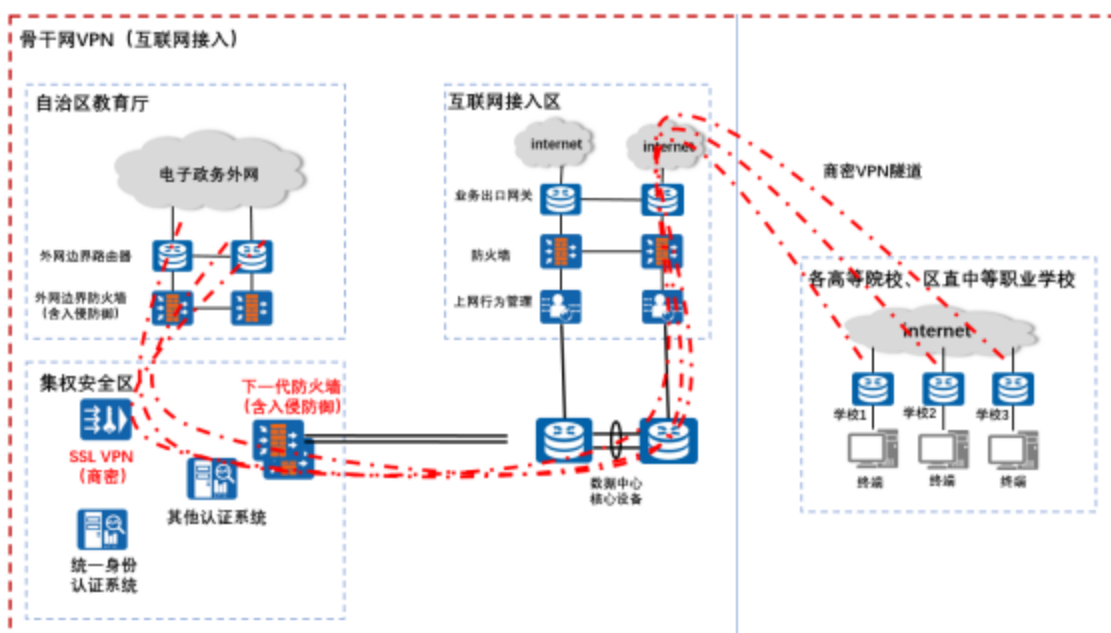 骨干网VPN（互联网接入）
自治区教育厅
电子政务外网
外网边界路由器
外网边界防火墙
（含入侵防御）
互联网接入区
internet
internet
业务出口网关
防火墙
上网行为管理
商密VPN隧道
各高等院校、区直中等职业学校
internet
学校1
学校2
学校3
终端
终端
终端
集权安全区
下一代防火墙
（含入侵防御）
SSL VPN
（商密）
其他认证系统
统一身份
认证系统
数据中心
核心设备